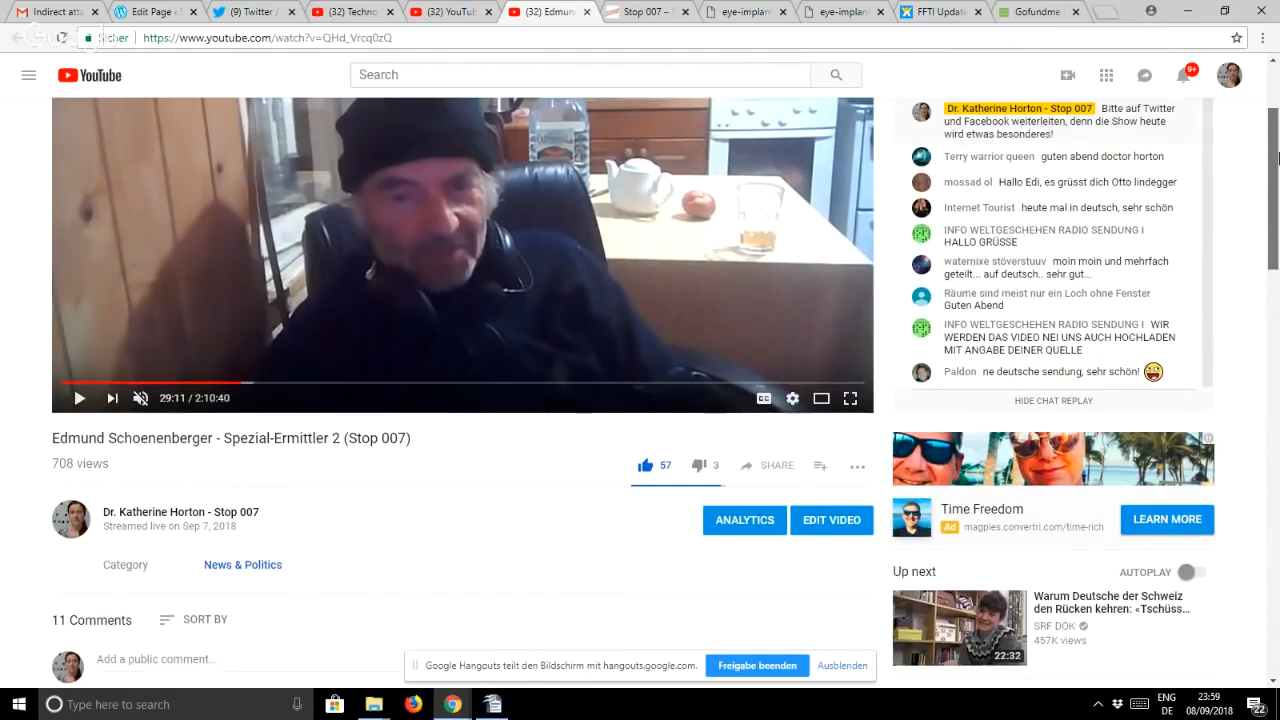 Indirect att
Edit Page ‹
Twitter /
(32) Techno
(32) YouTu
(32) Edmun
Stop 007 –
eye-implant
eye-implan
FFTI Update
Gofundme
https://www.youtube.com/watch?v=QHd_Vrcq0zQ
YouTube
Search
9+
Dr. Katherine Horton - Stop 007 Bitte auf Twitter
und Facebook weiterleiten, denn die Show heute
wird etwas besonderes!
Terry warrior queen guten abend doctor horton
mossad ol Hallo Edi, es grüsst dich Otto lindegger
Internet Tourist heute mal in deutsch, sehr schön
INFO WELTGESCHEHEN RADIO SENDUNG I
HALLO GRÜSSE
waternixe stöverstuuv moin moin und mehrfach
geteilt... auf deutsch.. sehr gut...
Räume sind meist nur ein Loch ohne Fenster
Guten Abend
INFO WELTGESCHEHEN RADIO SENDUNG I WIR
WERDEN DAS VIDEO NEI UNS AUCH HOCHLADEN
MIT ANGABE DEINER QUELLE
Paldon ne deutsche sendung, sehr schön!
HIDE CHAT REPLAY
29:11 / 2:10:40
CC
Edmund Schoenenberger - Spezial-Ermittler 2 (Stop 007)
708 views
57
3
SHARE
Dr. Katherine Horton - Stop 007
Streamed live on Sep 7, 2018
ANALYTICS
EDIT VIDEO
Category
News & Politics
11 Comments
SORT BY
Add a public comment...
Time Freedom
Ad magpies.convertri.com/time-rich
LEARN MORE
Up next
AUTOPLAY
Warum Deutsche der Schweiz
den Rücken kehren: «Tschüss...
SRF DOK
457K views
22:32
Google Hangouts teilt den Bildschirm mit hangouts.google.com.
Freigabe beenden
Ausblenden
Type here to search
ENG
DE
23:59
08/09/2018
22